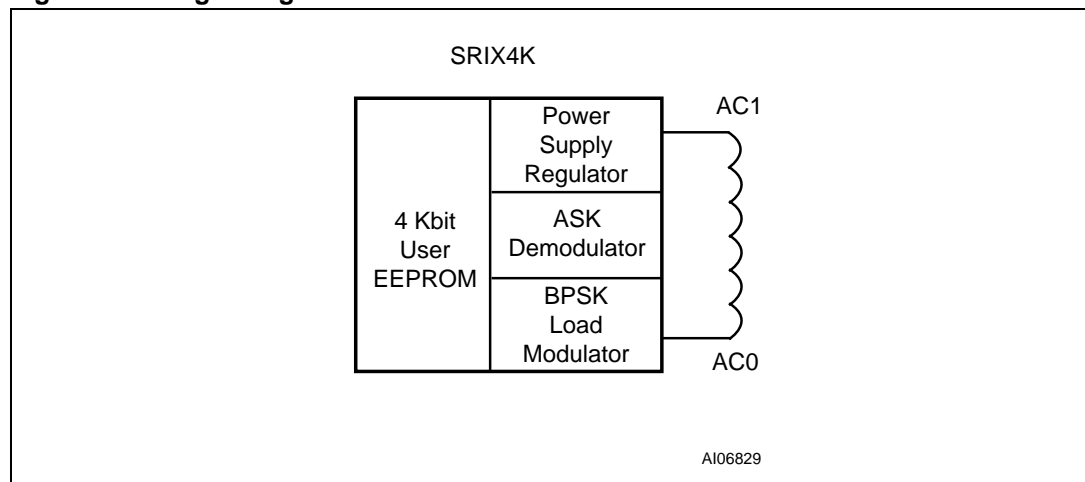 SRIX4K
AC1
Power
Supply
Regulator
4 Kbit
User
EEPROM
ASK
Demodulator
BPSK
Load
Modulator
AC0
AI06829